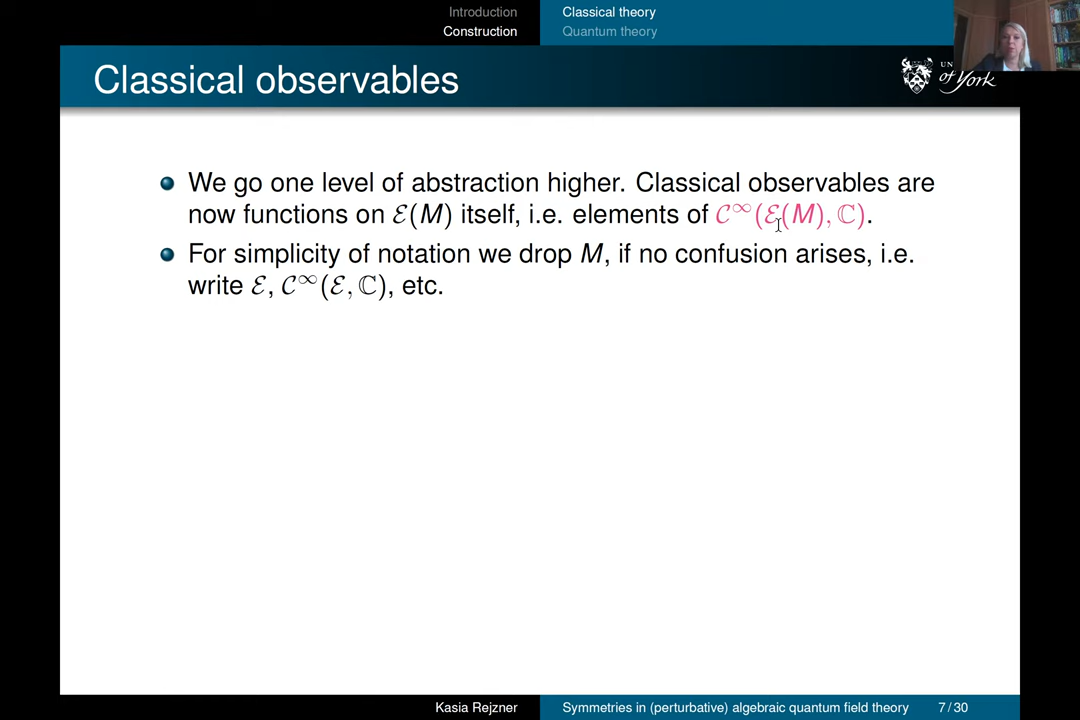 Introduction
Construction
Classical theory
Quantum theory
Classical observables
UN
of York
We go one level of abstraction higher. Classical observables are
now functions on ℰ(M) itself, i.e. elements of 𝒞^∞(ℰ(M), ℂ).
For simplicity of notation we drop M, if no confusion arises, i.e.
write ℰ, 𝒞^∞(ℰ, ℂ), etc.
Kasia Rejzner
Symmetries in (perturbative) algebraic quantum field theory
7 / 30